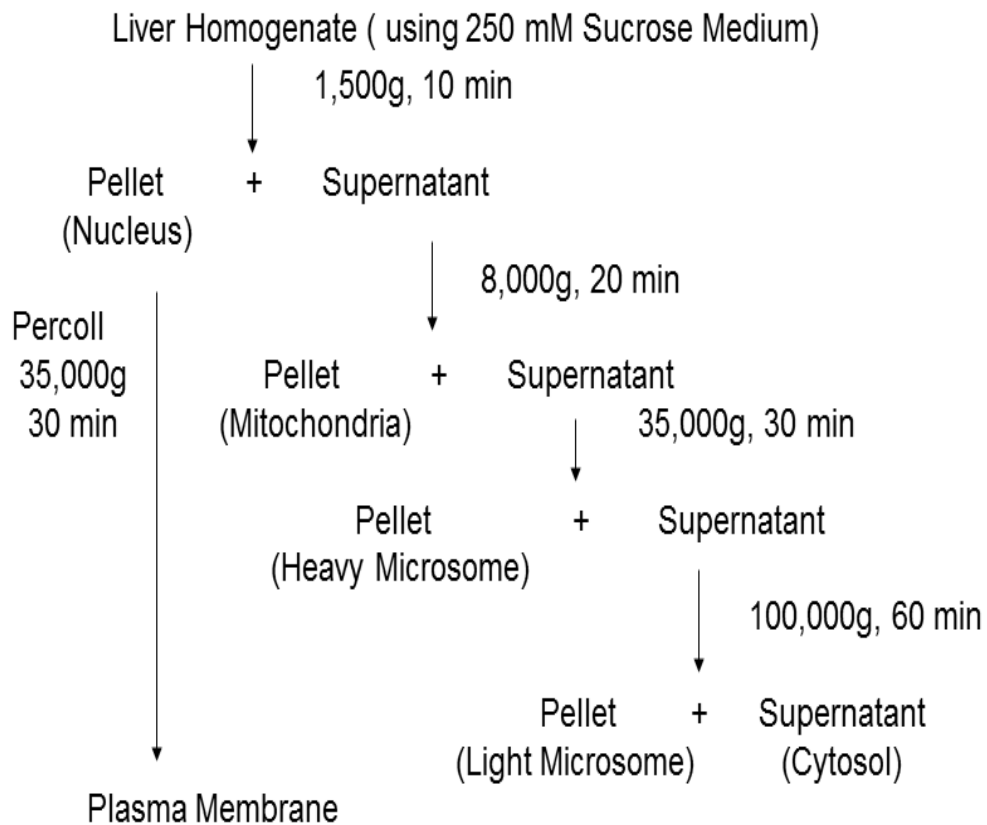 Liver Homogenate ( using 250 mM Sucrose Medium)
1,500g, 10 min
Pellet + Supernatant
(Nucleus)
8,000g, 20 min
Percoll
35,000g
30 min
Pellet + Supernatant
(Mitochondria)
35,000g, 30 min
Pellet + Supernatant
(Heavy Microsome)
100,000g, 60 min
Pellet + Supernatant
(Light Microsome) (Cytosol)
Plasma Membrane